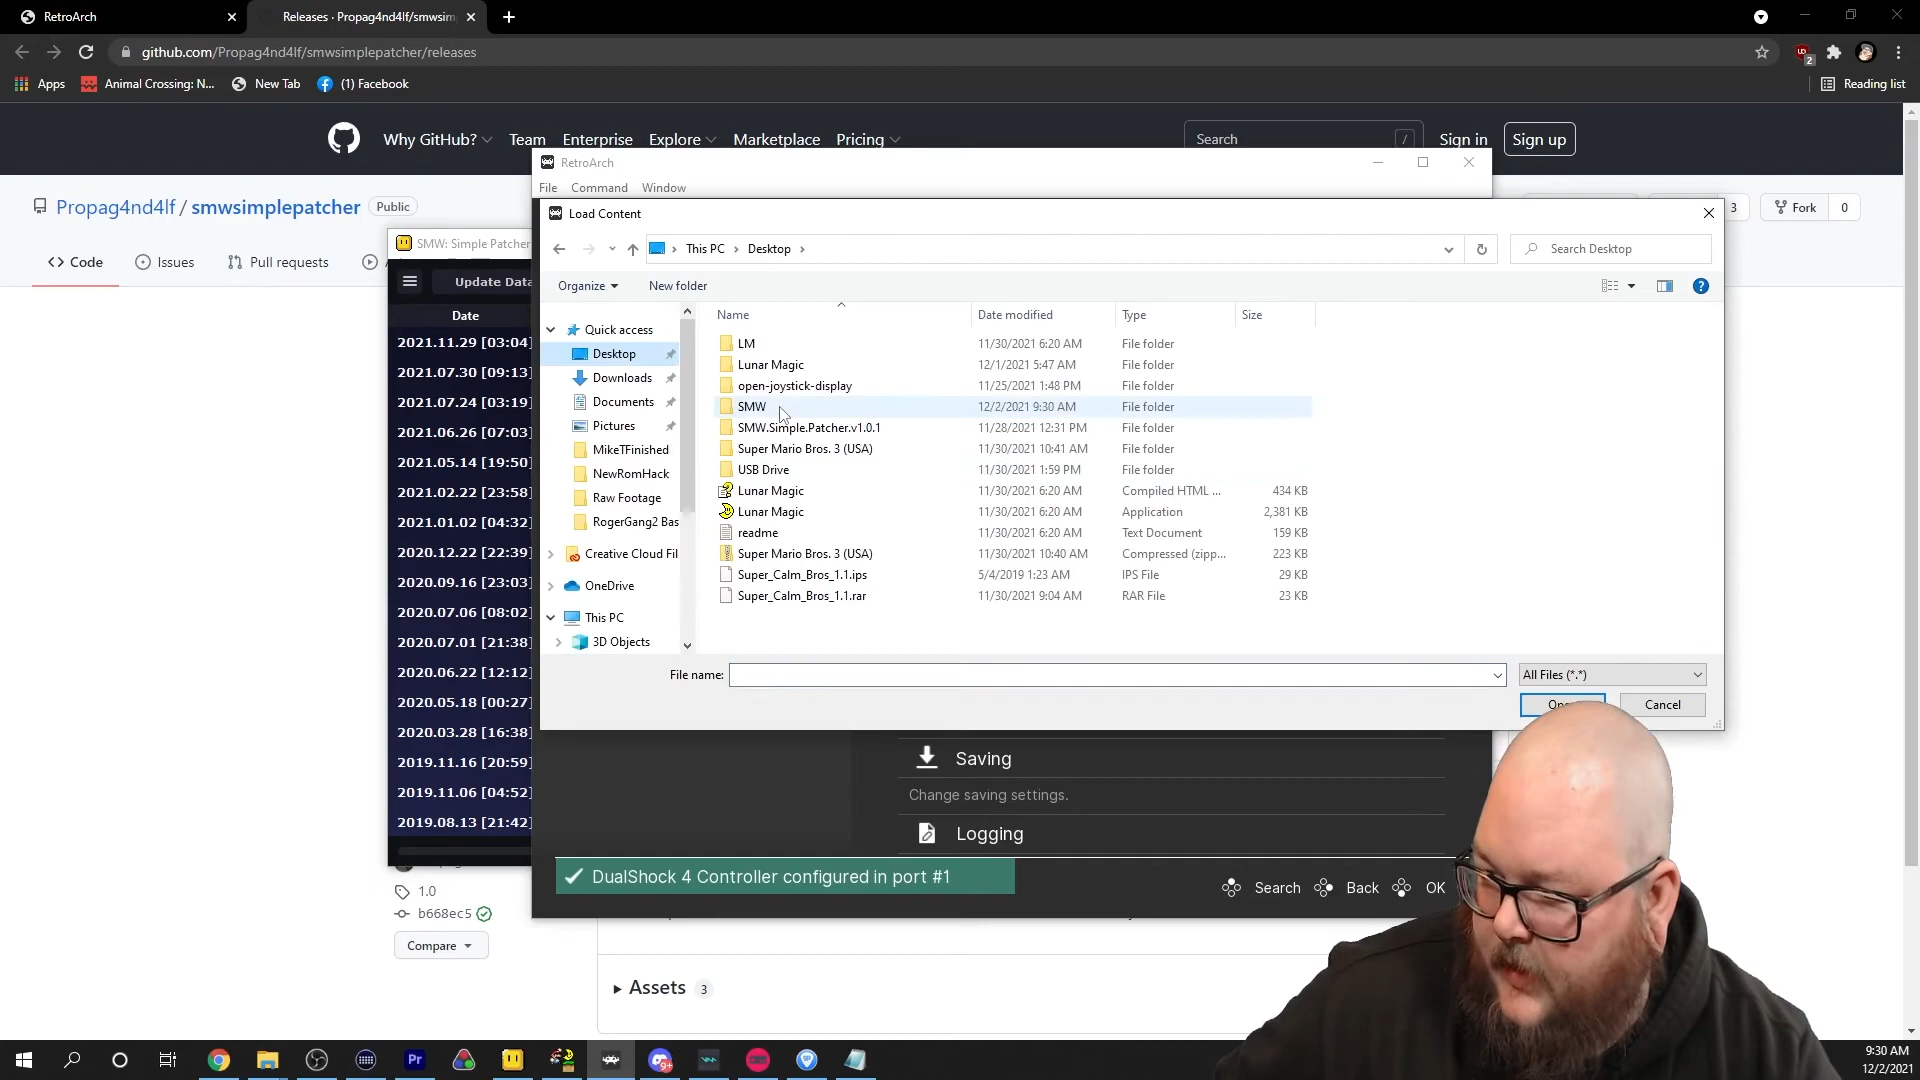 RetroArch
Releases · Propag4nd4lf/smwsim
github.com/Propag4nd4lf/smwsimplepatcher/releases
2
Apps
Animal Crossing: N...
New Tab
(1) Facebook
Reading list
Why GitHub?
Team
Enterprise
Explore
Marketplace
Pricing
Search
/
Sign in
Sign up
Propag4nd4lf / smwsimplepatcher
Public
3
Fork
0
Code
Issues
Pull requests
RetroArch
File
Command
Window
SMW: Simple Patcher
Update Data
Date
2021.11.29 [03:04]
2021.07.30 [09:13]
2021.07.24 [03:19]
2021.06.26 [07:03]
2021.05.14 [19:50]
2021.02.22 [23:58]
2021.01.02 [04:32]
2020.12.22 [22:39]
2020.09.16 [23:03]
2020.07.06 [08:02]
2020.07.01 [21:38]
2020.06.22 [12:12]
2020.05.18 [00:27]
2020.03.28 [16:38]
2019.11.16 [20:59]
2019.11.06 [04:52]
2019.08.13 [21:42]
Load Content
This PC
Desktop
Search Desktop
Organize
New folder
Quick access
Desktop
Downloads
Documents
Pictures
MikeTFinished
NewRomHack
Raw Footage
RogerGang2 Bas
Creative Cloud Fil
OneDrive
This PC
3D Objects
Name Date modified Type Size
LM 11/30/2021 6:20 AM File folder
Lunar Magic 12/1/2021 5:47 AM File folder
open-joystick-display 11/25/2021 1:48 PM File folder
SMW 12/2/2021 9:30 AM File folder
SMW.Simple.Patcher.v1.0.1 11/28/2021 12:31 PM File folder
Super Mario Bros. 3 (USA) 11/30/2021 10:41 AM File folder
USB Drive 11/30/2021 1:59 PM File folder
Lunar Magic 11/30/2021 6:20 AM Compiled HTML ... 434 KB
Lunar Magic 11/30/2021 6:20 AM Application 2,381 KB
readme 11/30/2021 6:20 AM Text Document 159 KB
Super Mario Bros. 3 (USA) 11/30/2021 10:40 AM Compressed (zipp... 223 KB
Super_Calm_Bros_1.1.ips 5/4/2019 1:23 AM IPS File 29 KB
Super_Calm_Bros_1.1.rar 11/30/2021 9:04 AM RAR File 23 KB
File name:
All Files (*.*)
Cancel
Saving
Change saving settings.
Logging
DualShock 4 Controller configured in port #1
Search
Back
OK
1.0
b668ec5
Compare
Assets 3
Pr
9+
9:30 AM
12/2/2021